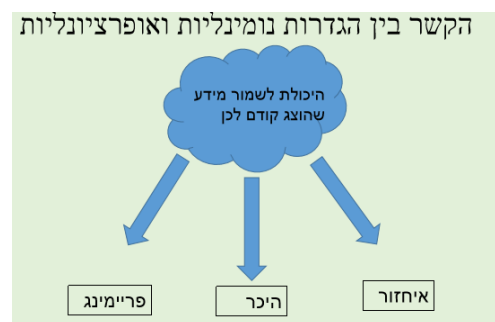 הקשר בין הגדרות נומינליות ואופרציונליות
היכולת לשמור מידע
שהוצג קודם לכן
איחזור
היכר
פריימינג